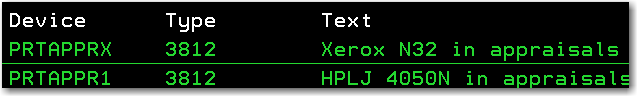 Device Type Text
PRTAPPRX 3812 Xerox N32 in appraisals
PRTAPPR1 3812 HPLJ 4050N in appraisals